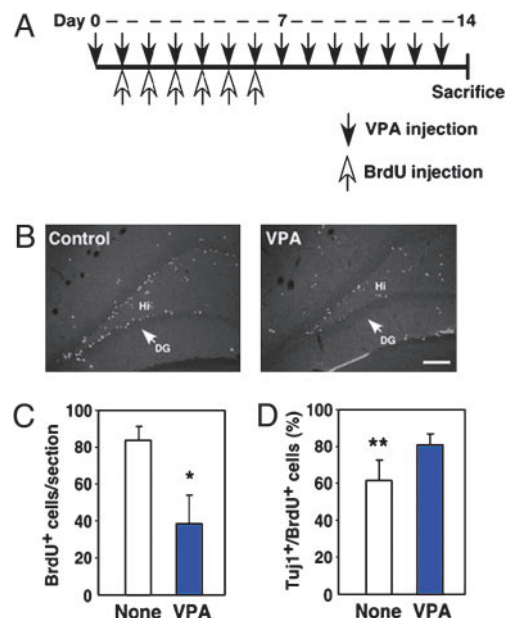 A
Day 0 – – – – – – – – – – – 7 – – – – – – – – – – – 14
Sacrifice
VPA injection
BrdU injection
B
Control
Hi
DG
VPA
Hi
DG
C
BrdU⁺ cells/section
100
80
60
40
20
0
*
None VPA
D
Tuj1⁺/BrdU⁺ cells (%)
100
80
60
40
20
0
**
None VPA